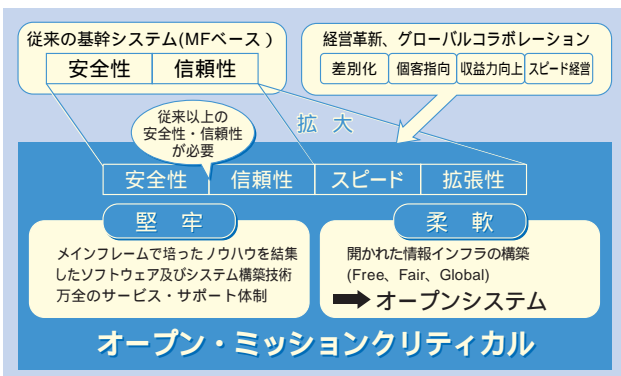 従来の基幹システム(MFベース)
安全性 信頼性
経営革新、グローバルコラボレーション
差別化 個客指向 収益力向上 スピード経営
従来以上の
安全性・信頼性
が必要
拡 大
安全性 信頼性 スピード 拡張性
堅 牢
メインフレームで培ったノウハウを結集
したソフトウェア及びシステム構築技術
万全のサービス・サポート体制
柔 軟
開かれた情報インフラの構築
(Free、Fair、Global)
➡オープンシステム
オープン・ミッションクリティカル